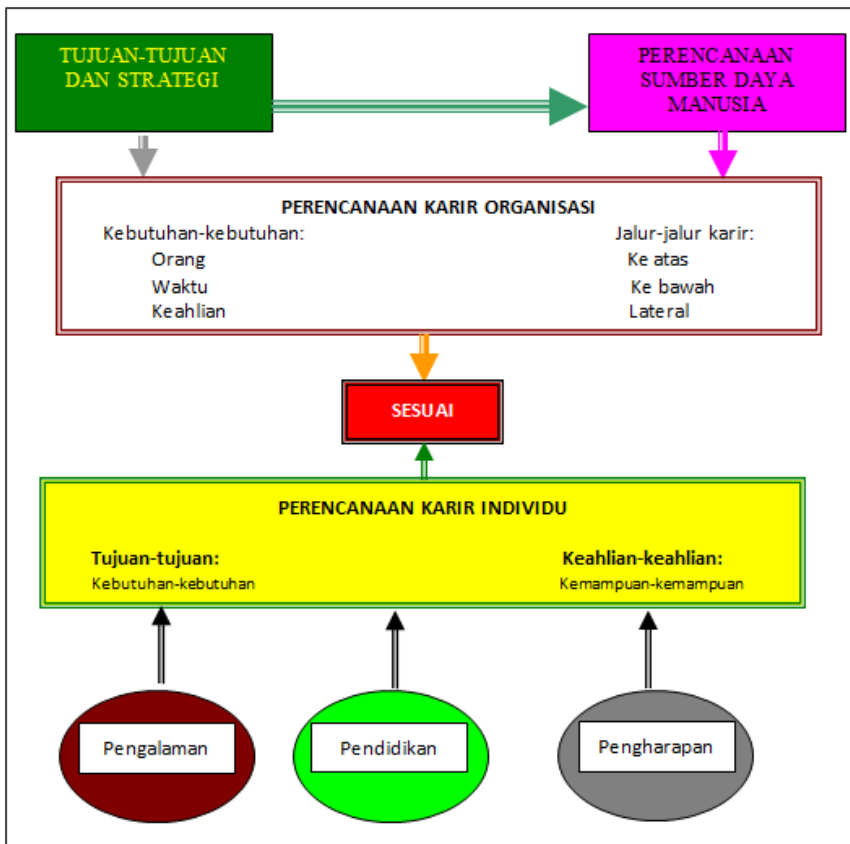 TUJUAN-TUJUAN
DAN STRATEGI
PERENCANAAN
SUMBER DAYA
MANUSIA
PERENCANAAN KARIR ORGANISASI
Kebutuhan-kebutuhan:
Orang
Waktu
Keahlian
Jalur-jalur karir:
Ke atas
Ke bawah
Lateral
SESUAI
PERENCANAAN KARIR INDIVIDU
Tujuan-tujuan:
Kebutuhan-kebutuhan
Keahlian-keahlian:
Kemampuan-kemampuan
Pengalaman
Pendidikan
Pengharapan